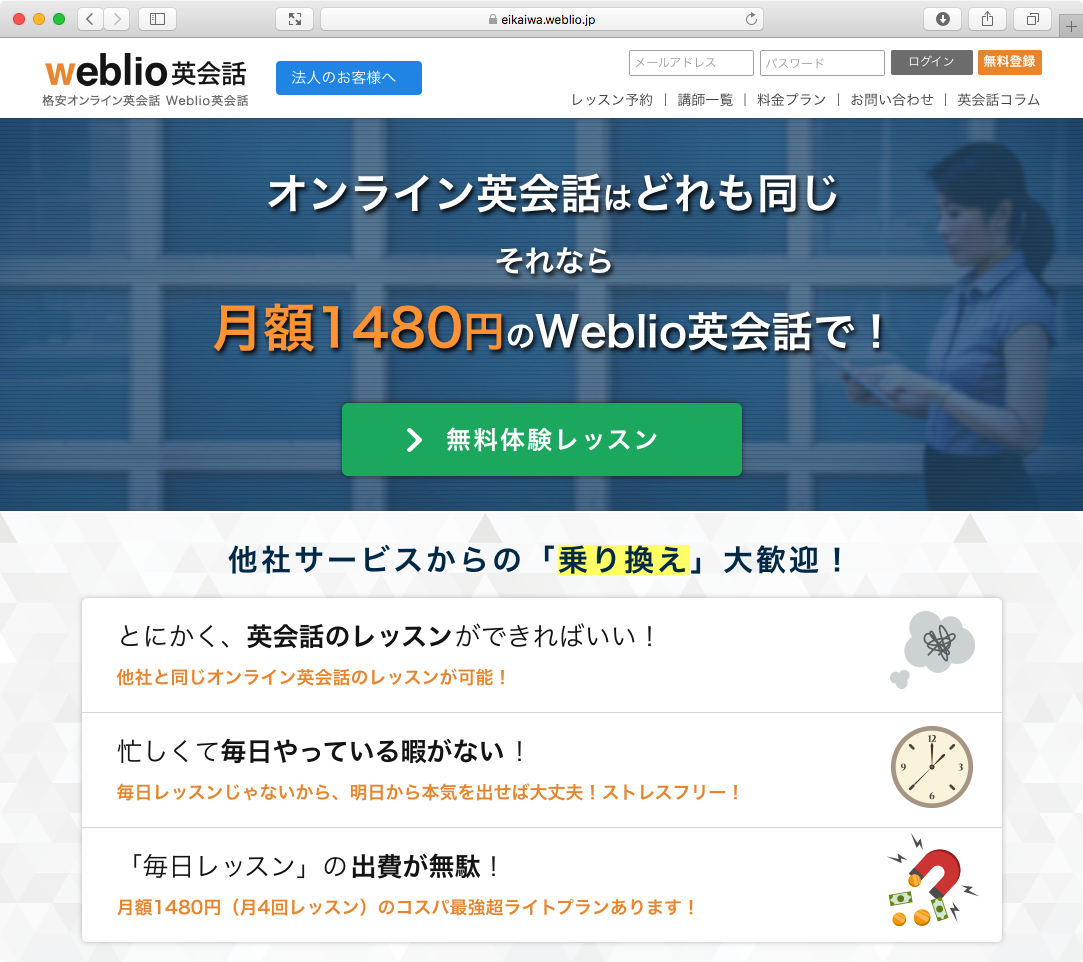 eikaiwa.weblio.jp
weblio英会話
格安オンライン英会話 Weblio英会話
法人のお客様へ
メールアドレス
パスワード
ログイン
無料登録
レッスン予約 | 講師一覧 | 料金プラン | お問い合わせ | 英会話コラム
オンライン英会話はどれも同じ
それなら
月額1480円のWeblio英会話で！
無料体験レッスン
他社サービスからの「乗り換え」大歓迎！
とにかく、英会話のレッスンができればいい！
他社と同じオンライン英会話のレッスンが可能！
忙しくて毎日やっている暇がない！
毎日レッスンじゃないから、明日から本気を出せば大丈夫！ストレスフリー！
12
9
3
6
「毎日レッスン」の出費が無駄！
月額1480円（月4回レッスン）のコスパ最強超ライトプランあります！